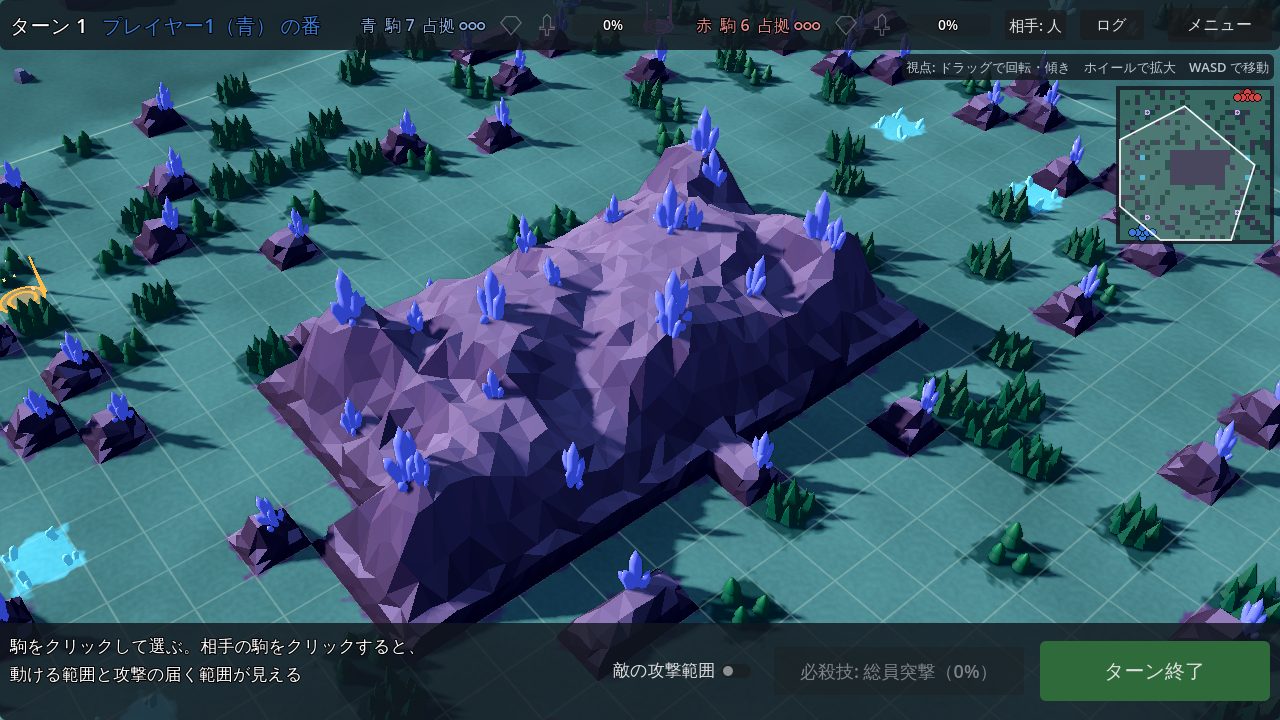 ターン 1 プレイヤー1（青） の番 青 駒 7 占拠 0% 赤 駒 6 占拠 0% 相手: 人 ログ メニュー
視点: ドラッグで回転・傾き ホイールで拡大 WASD で移動
駒をクリックして選ぶ。相手の駒をクリックすると、
動ける範囲と攻撃の届く範囲が見える
敵の攻撃範囲 必殺技: 総員突撃（0%） ターン終了